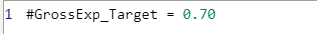 1 #GrossExp_Target = 0.70